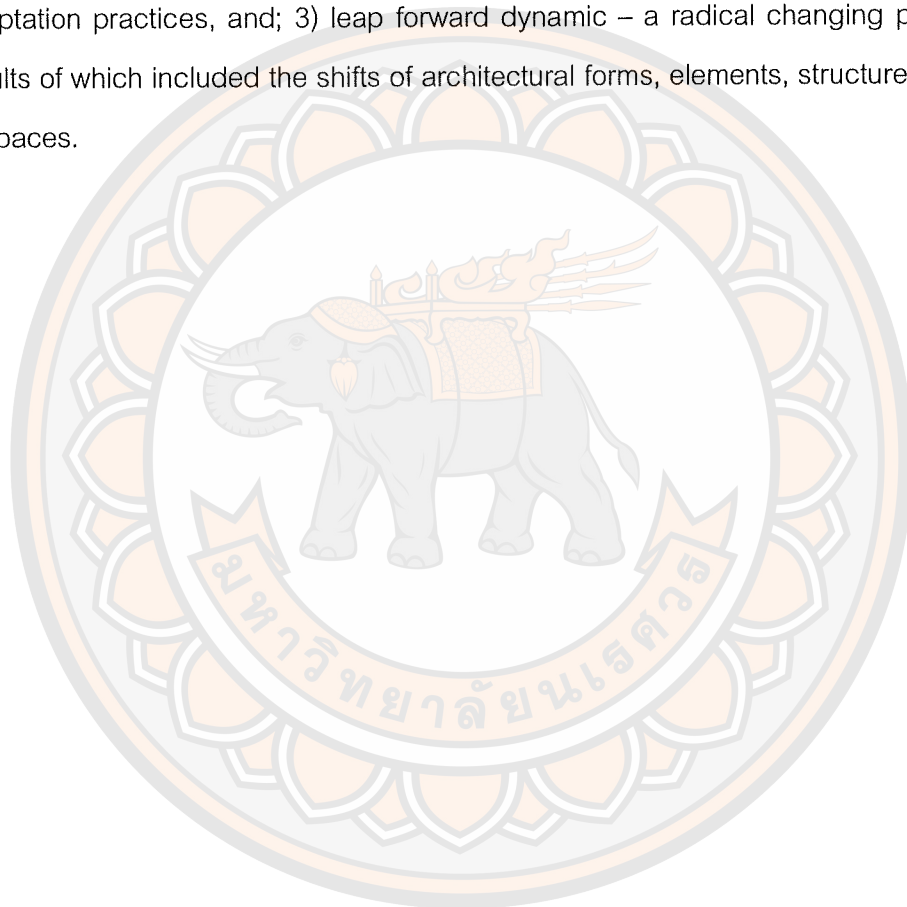 ptation practices, and; 3) leap forward dynamic – a radical changing p
ults of which included the shifts of architectural forms, elements, structure
paces.
มหาวิทยาลัยนเรศวร